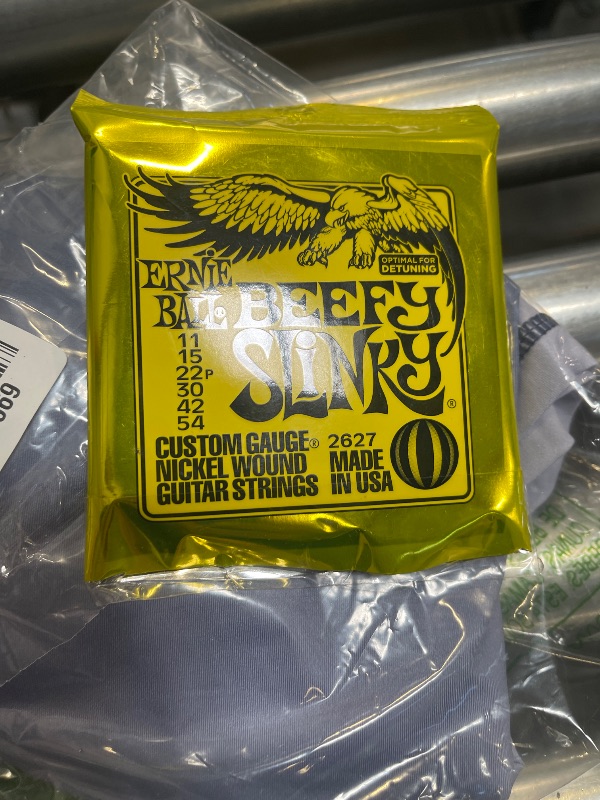 OPTIMAL FOR
DETUNING
ERNiE
BALL
BEEFY
SLiNKY®
11
15
22P
30
42
54
CUSTOM GAUGE®
NICKEL WOUND
GUITAR STRINGS
2627
MADE
IN USA